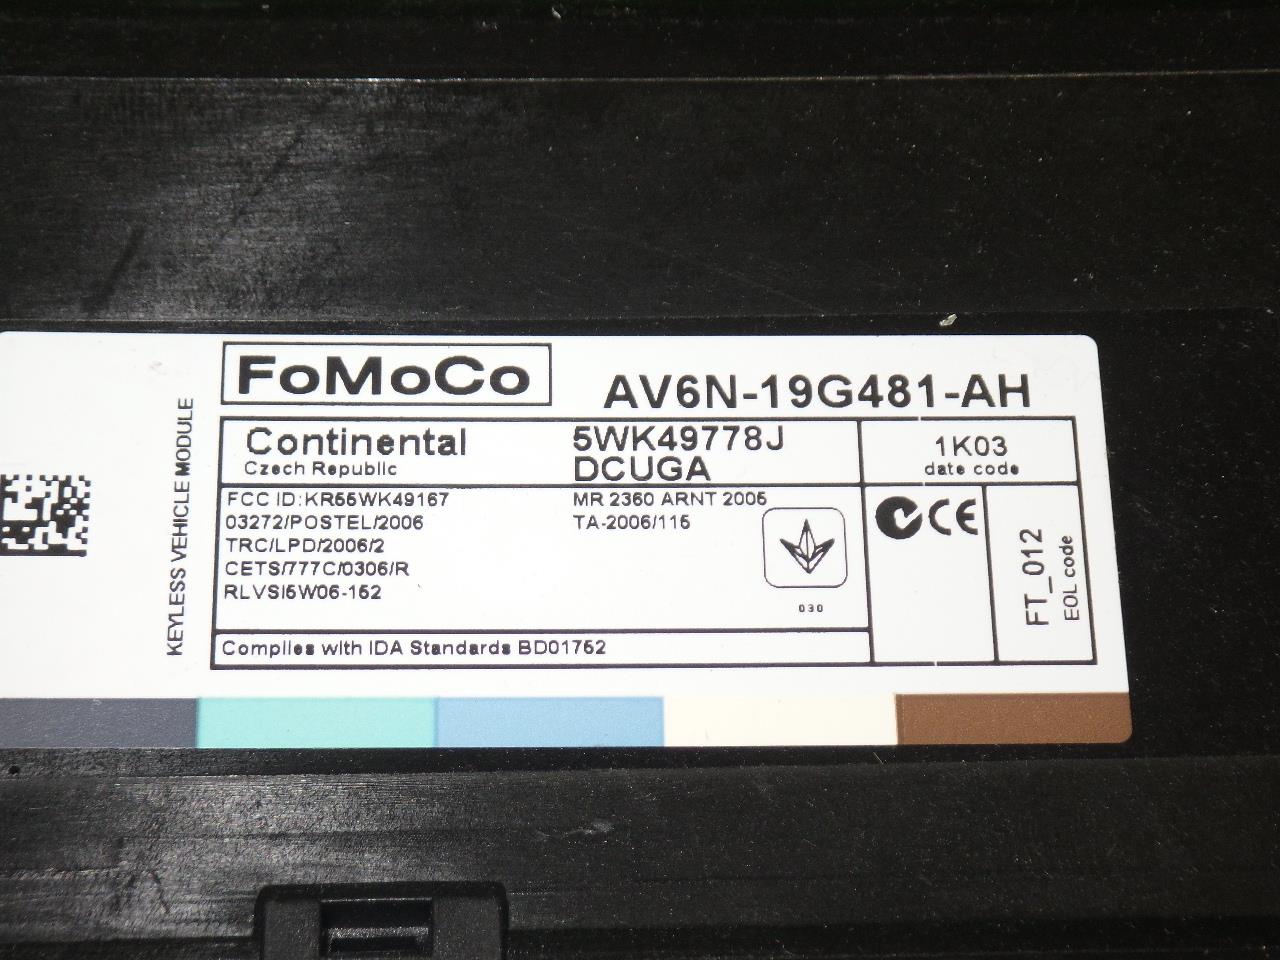 FoMoCo
AV6N-19G481-AH
KEYLESS VEHICLE MODULE
Continental
Czech Republic
5WK49778J
DCUGA
1K03
date code
FCC ID:KR55WK49167
03272/POSTEL/2006
TRC/LPD/2006/2
CETS/777C/0306/R
RLVSI5W06-152
MR 2360 ARNT 2005
TA-2006/115
030
CE
FT_012
EOL code
Complies with IDA Standards BD01752